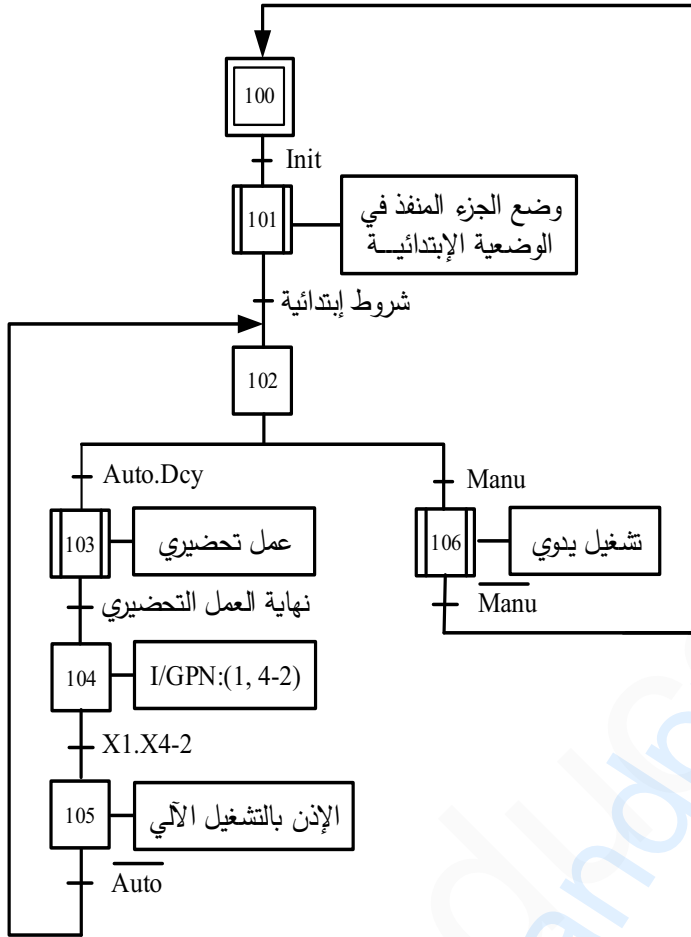 100
Init
101
وضع الجزء المنفذ في
الوضعية الإبتدائيـــة
شروط إبتدائية
102
Auto.Dcy
Manu
103
عمل تحضيري
106
تشغيل يدوي
نهاية العمل التحضيري
Manu
104
I/GPN:(1, 4-2)
X1.X4-2
105
الإذن بالتشغيل الآلي
Auto